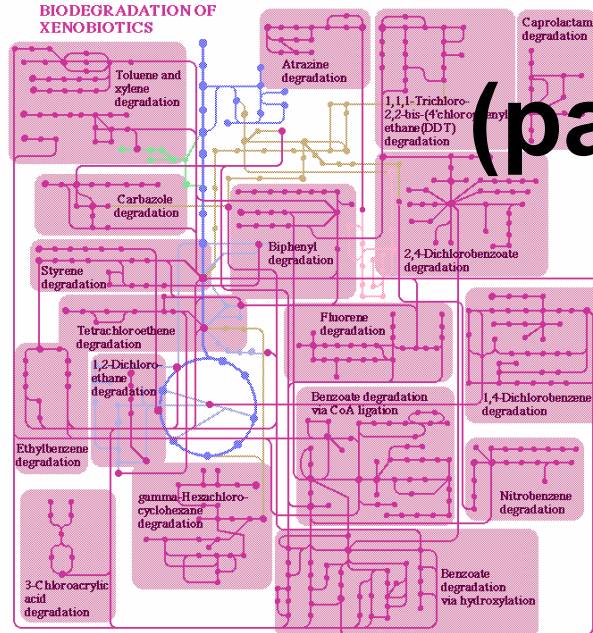 BIODEGRADATION OF
XENOBIOTICS
Toluene and
xylene
degradation
Atrazine
degradation
1,1,1-Trichloro-
2,2-bis-(4'chlorophenyl
ethane(DDT)
degradation
Caprolactam
degradation
(pa
Carbazole
degradation
Biphenyl
degradation
2,4-Dichlorobenzoate
degradation
Styrene
degradation
Tetrachloroethene
degradation
Fluorene
degradation
1,2-Dichloro-
ethane
degradation
Benzoate degradation
via CoA ligation
1,4-Dichlorobenzene
degradation
Ethylbenzene
degradation
gamma-Hexachloro-
cyclohexane
degradation
Nitrobenzene
degradation
3-Chloroacrylic
acid
degradation
Benzoate
degradation
via hydroxylation